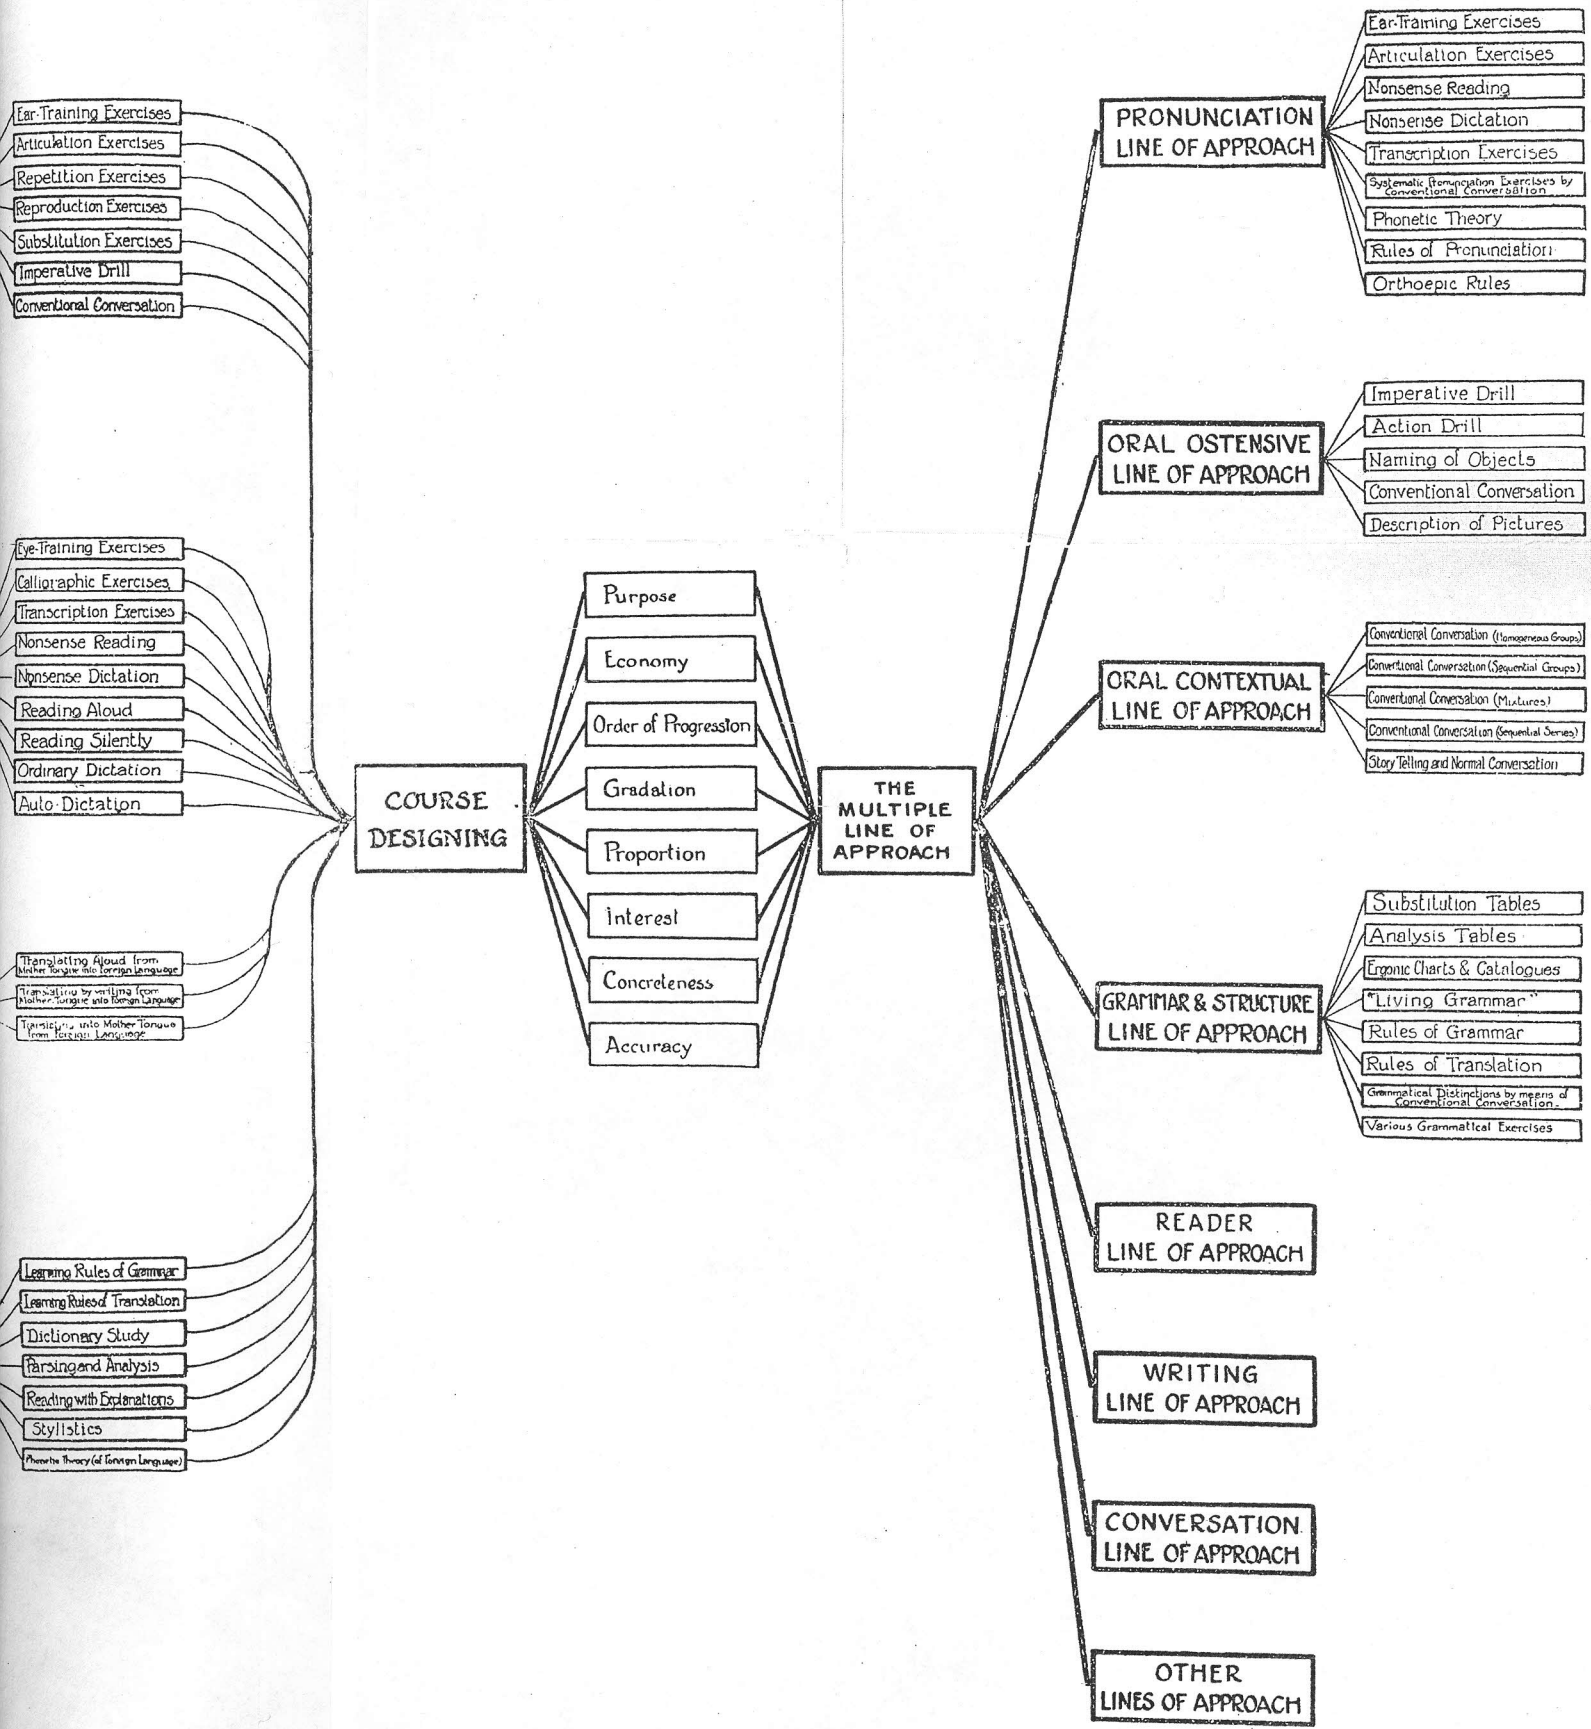 Ear-Training Exercises
Articulation Exercises
Repetition Exercises
Reproduction Exercises
Substitution Exercises
Imperative Drill
Conventional Conversation
Eye-Training Exercises
Calligraphic Exercises
Transcription Exercises
Nonsense Reading
Nonsense Dictation
Reading Aloud
Reading Silently
Ordinary Dictation
Auto-Dictation
Translating Aloud from
Mother Tongue into Foreign Language
Translating by writing from
Mother-Tongue into Foreign Language
Translating into Mother Tongue
from Foreign Language
Learning Rules of Grammar
Learning Rules of Translation
Dictionary Study
Parsing and Analysis
Reading with Explanations
Stylistics
Phonetic Theory (of Foreign Language)
COURSE
DESIGNING
Purpose
Economy
Order of Progression
Gradation
Proportion
Interest
Concreteness
Accuracy
THE
MULTIPLE
LINE OF
APPROACH
PRONUNCIATION
LINE OF APPROACH
Ear-Training Exercises
Articulation Exercises
Nonsense Reading
Nonsense Dictation
Transcription Exercises
Systematic Pronunciation Exercises by
Conventional Conversation
Phonetic Theory
Rules of Pronunciation
Orthoepic Rules
ORAL OSTENSIVE
LINE OF APPROACH
Imperative Drill
Action Drill
Naming of Objects
Conventional Conversation
Description of Pictures
ORAL CONTEXTUAL
LINE OF APPROACH
Conventional Conversation (Homogeneous Groups)
Conventional Conversation (Sequential Groups)
Conventional Conversation (Mixtures)
Conventional Conversation (Sequential Series)
Story Telling and Normal Conversation
GRAMMAR & STRUCTURE
LINE OF APPROACH
Substitution Tables
Analysis Tables
Ergonic Charts & Catalogues
"Living Grammar"
Rules of Grammar
Rules of Translation
Grammatical Distinctions by means of
Conventional Conversation.
Various Grammatical Exercises
READER
LINE OF APPROACH
WRITING
LINE OF APPROACH
CONVERSATION
LINE OF APPROACH
OTHER
LINES OF APPROACH